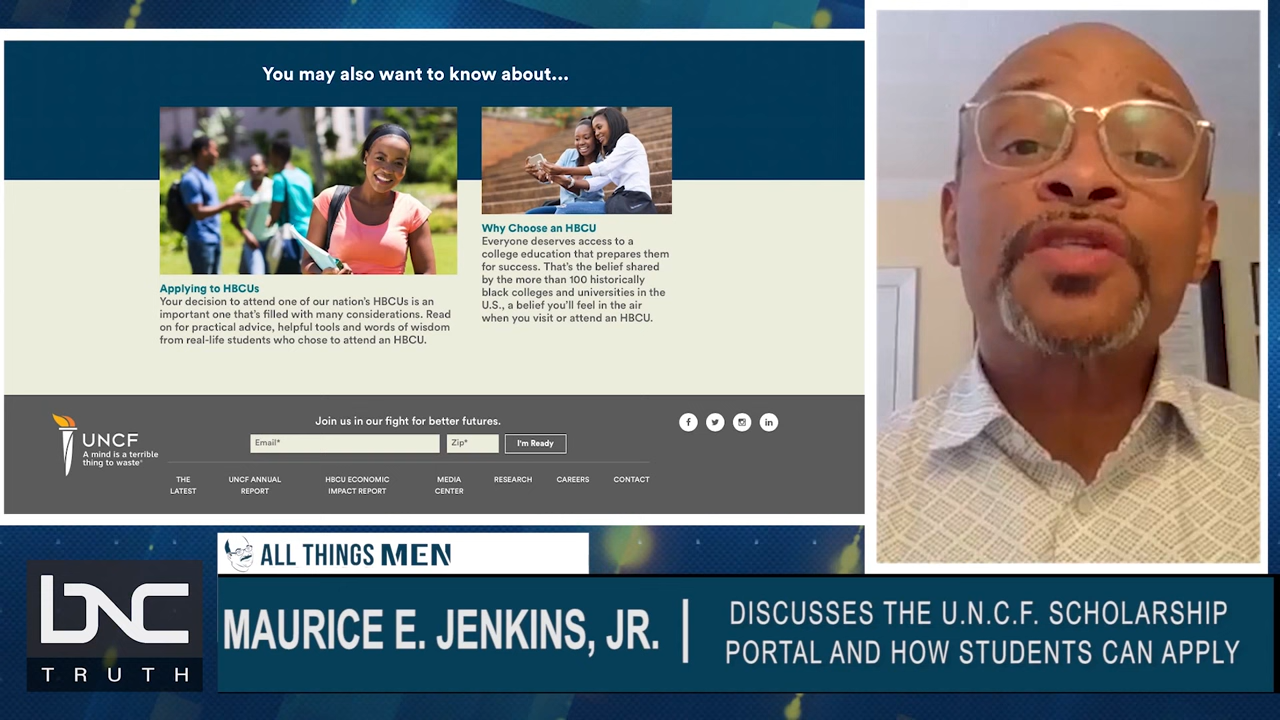 You may also want to know about...
Applying to HBCUs
Your decision to attend one of our nation's HBCUs is an
important one that's filled with many considerations. Read
on for practical advice, helpful tools and words of wisdom
from real-life students who chose to attend an HBCU.
Why Choose an HBCU
Everyone deserves access to a
college education that prepares them
for success. That's the belief shared
by the more than 100 historically
black colleges and universities in the
U.S., a belief you'll feel in the air
when you visit or attend an HBCU.
UNCF
A mind is a terrible
thing to waste®
Join us in our fight for better futures.
Email*
Zip*
I'm Ready
THE
LATEST
UNCF ANNUAL
REPORT
HBCU ECONOMIC
IMPACT REPORT
MEDIA
CENTER
RESEARCH
CAREERS
CONTACT
ALL THINGS MEN
BNC
TRUTH
MAURICE E. JENKINS, JR.
DISCUSSES THE U.N.C.F. SCHOLARSHIP
PORTAL AND HOW STUDENTS CAN APPLY